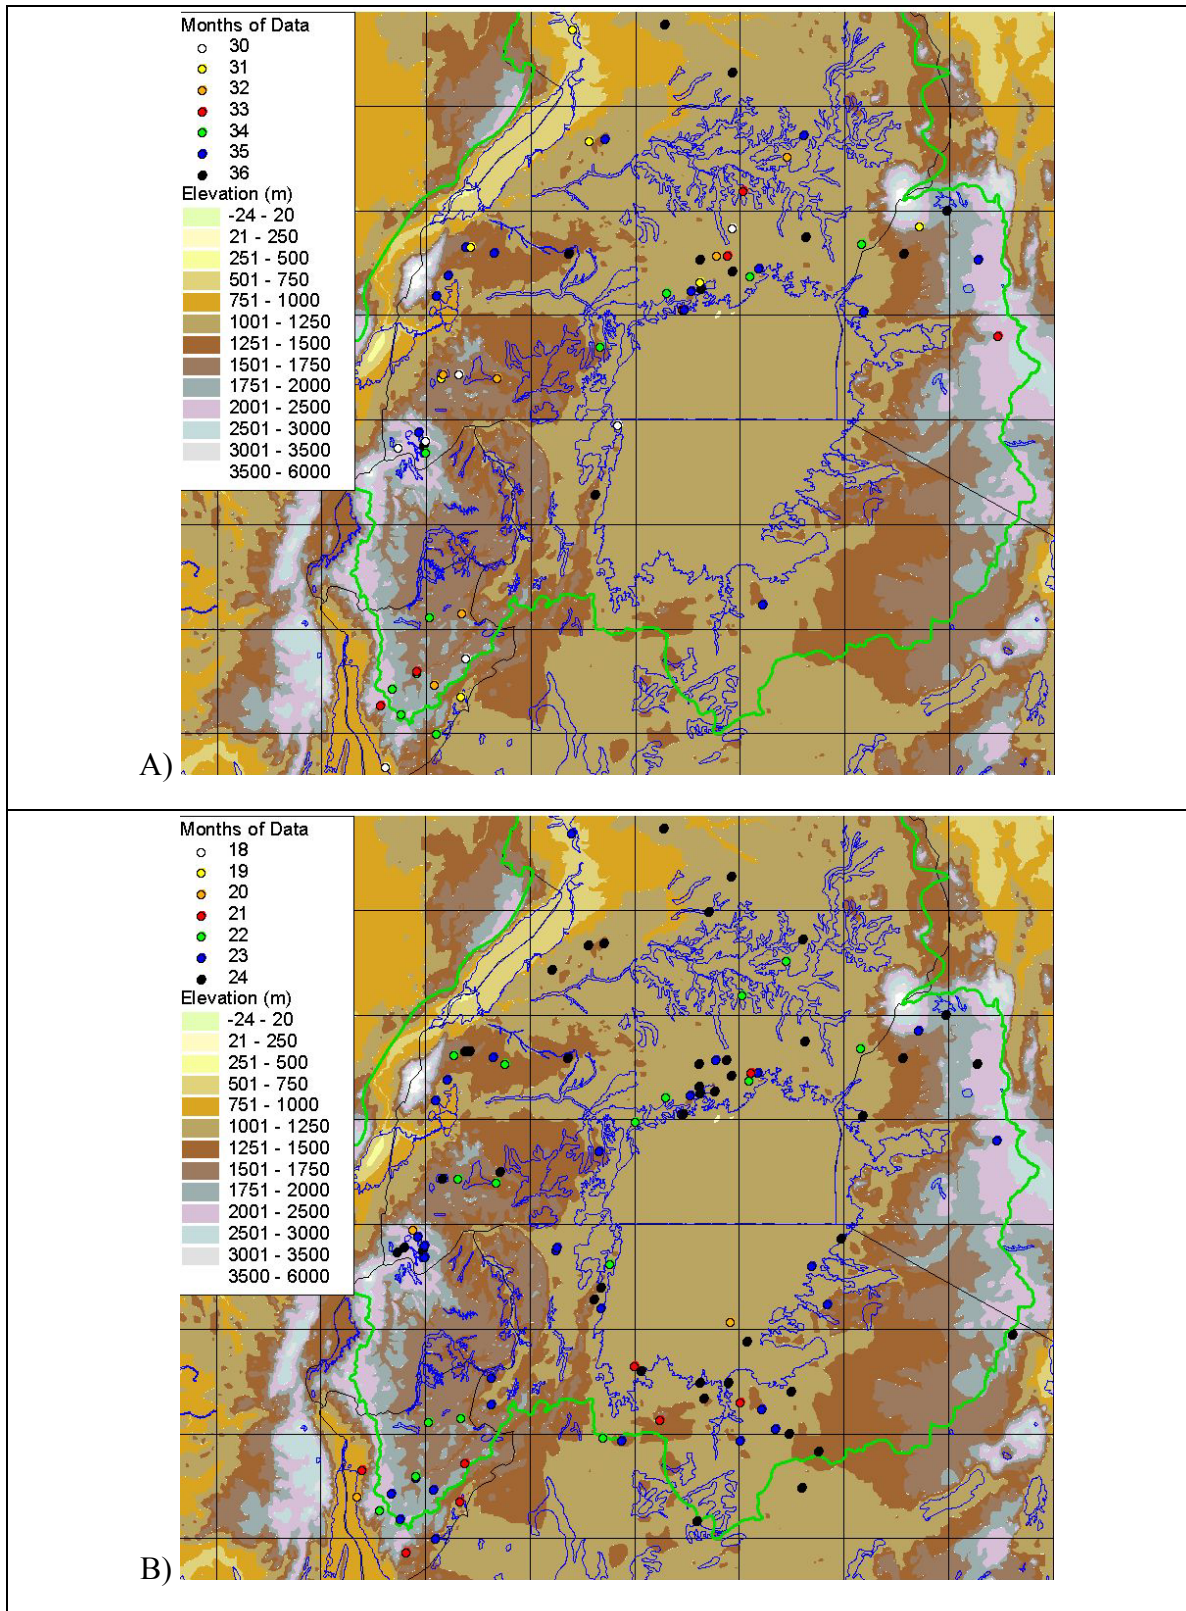 Months of Data
30
31
32
33
34
35
36
Elevation (m)
-24 - 20
21 - 250
251 - 500
501 - 750
751 - 1000
1001 - 1250
1251 - 1500
1501 - 1750
1751 - 2000
2001 - 2500
2501 - 3000
3001 - 3500
3500 - 6000
A)
Months of Data
18
19
20
21
22
23
24
Elevation (m)
-24 - 20
21 - 250
251 - 500
501 - 750
751 - 1000
1001 - 1250
1251 - 1500
1501 - 1750
1751 - 2000
2001 - 2500
2501 - 3000
3001 - 3500
3500 - 6000
B)